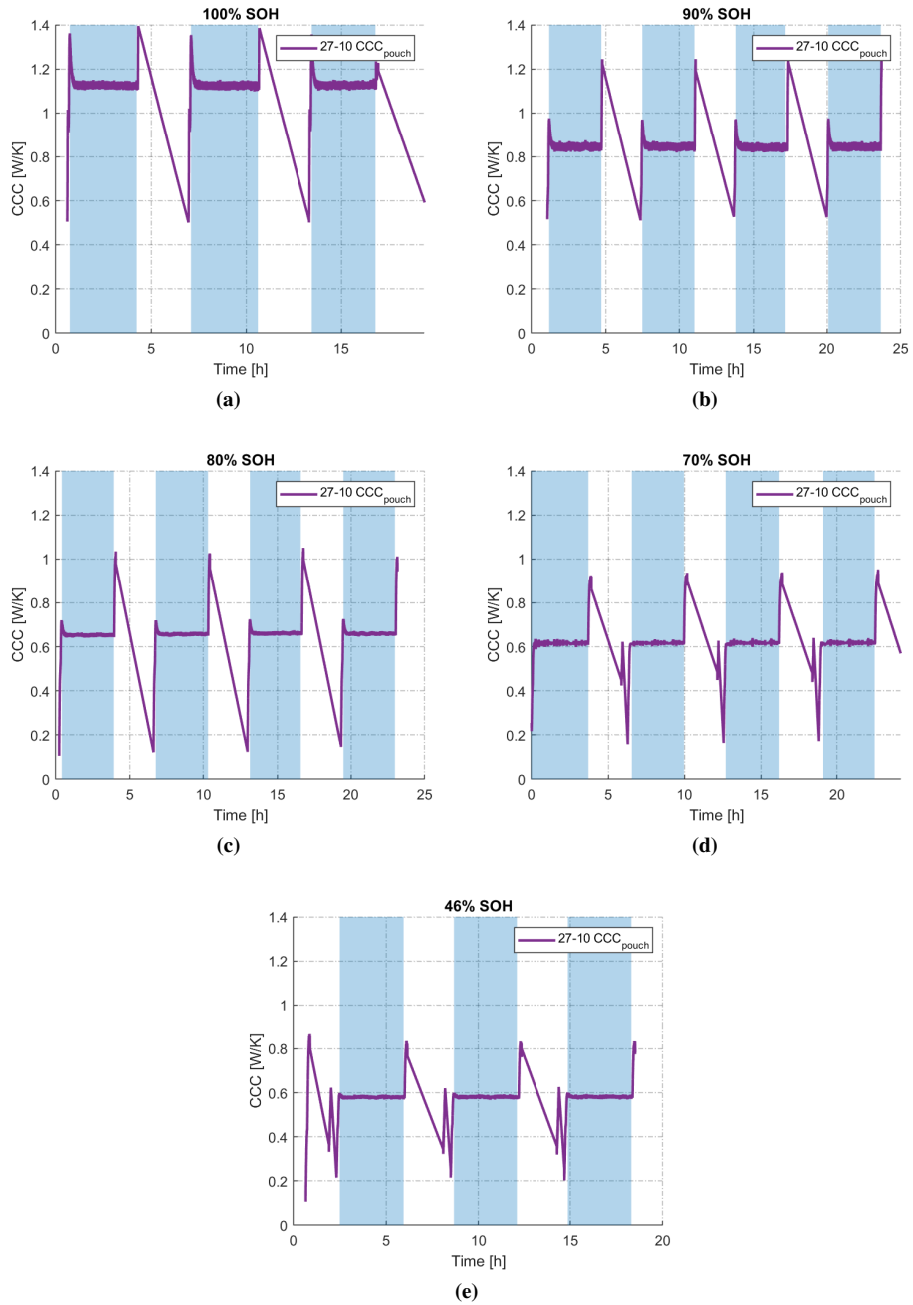 100% SOH
27-10 CCC_pouch
CCC [W/K]
1.4
1.2
1
0.8
0.6
0.4
0.2
0
0 5 10 15
Time [h]
(a)
90% SOH
27-10 CCC_pouch
CCC [W/K]
1.4
1.2
1
0.8
0.6
0.4
0.2
0
0 5 10 15 20 25
Time [h]
(b)
80% SOH
27-10 CCC_pouch
CCC [W/K]
1.4
1.2
1
0.8
0.6
0.4
0.2
0
0 5 10 15 20 25
Time [h]
(c)
70% SOH
27-10 CCC_pouch
CCC [W/K]
1.4
1.2
1
0.8
0.6
0.4
0.2
0
0 5 10 15 20
Time [h]
(d)
46% SOH
27-10 CCC_pouch
CCC [W/K]
1.4
1.2
1
0.8
0.6
0.4
0.2
0
0 5 10 15 20
Time [h]
(e)